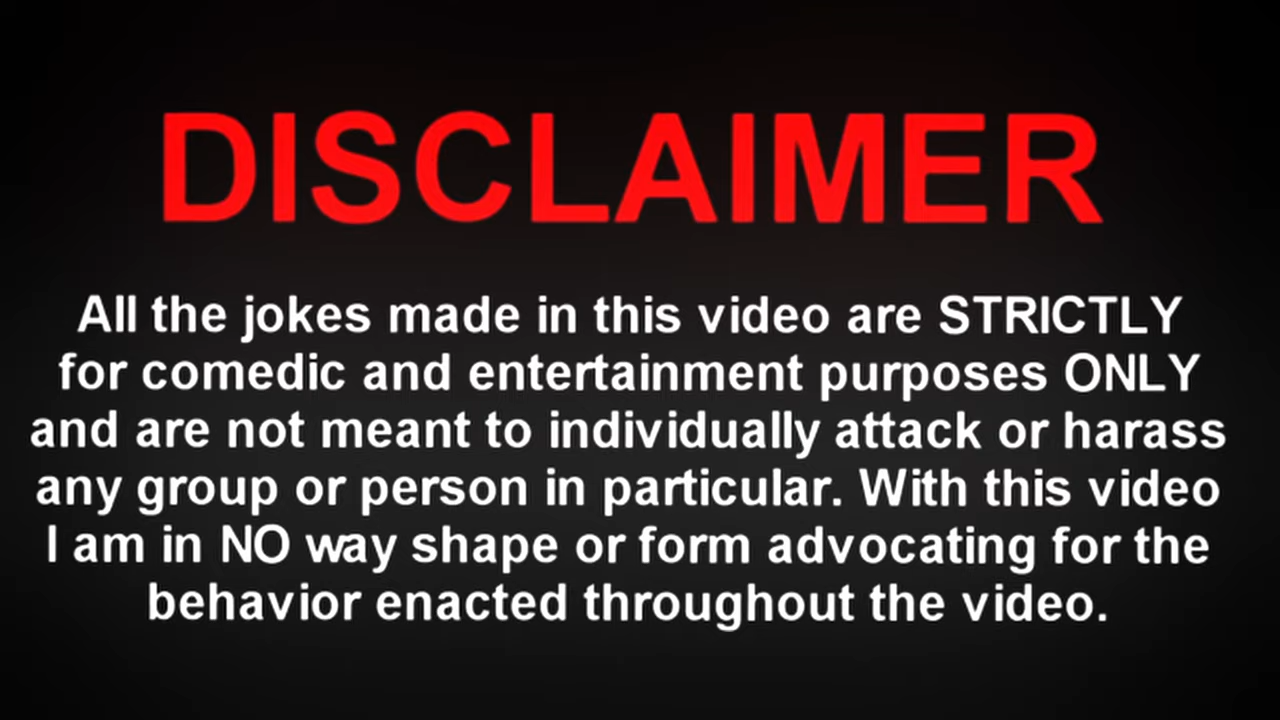 DISCLAIMER
All the jokes made in this video are STRICTLY
for comedic and entertainment purposes ONLY
and are not meant to individually attack or harass
any group or person in particular. With this video
I am in NO way shape or form advocating for the
behavior enacted throughout the video.